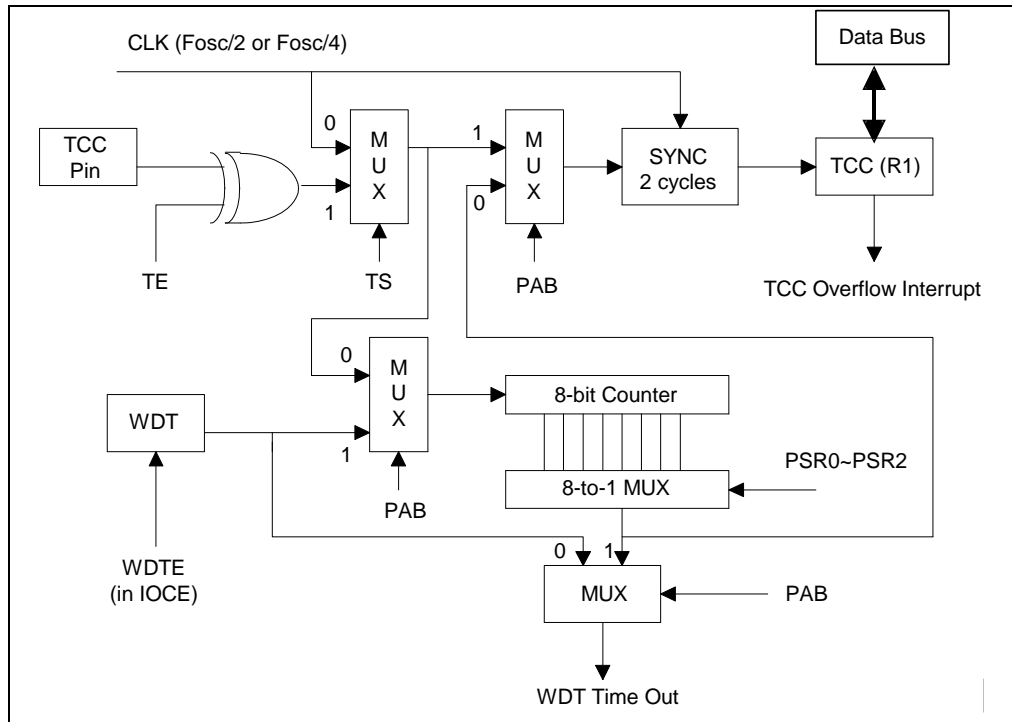 CLK (Fosc/2 or Fosc/4)
Data Bus
TCC
Pin
0
1
M
U
X
1
0
M
U
X
SYNC
2 cycles
TCC (R1)
TE
TS
PAB
TCC Overflow Interrupt
0
1
M
U
X
8-bit Counter
WDT
PSR0~PSR2
8-to-1 MUX
PAB
WDTE
(in IOCE)
0
1
MUX
PAB
WDT Time Out